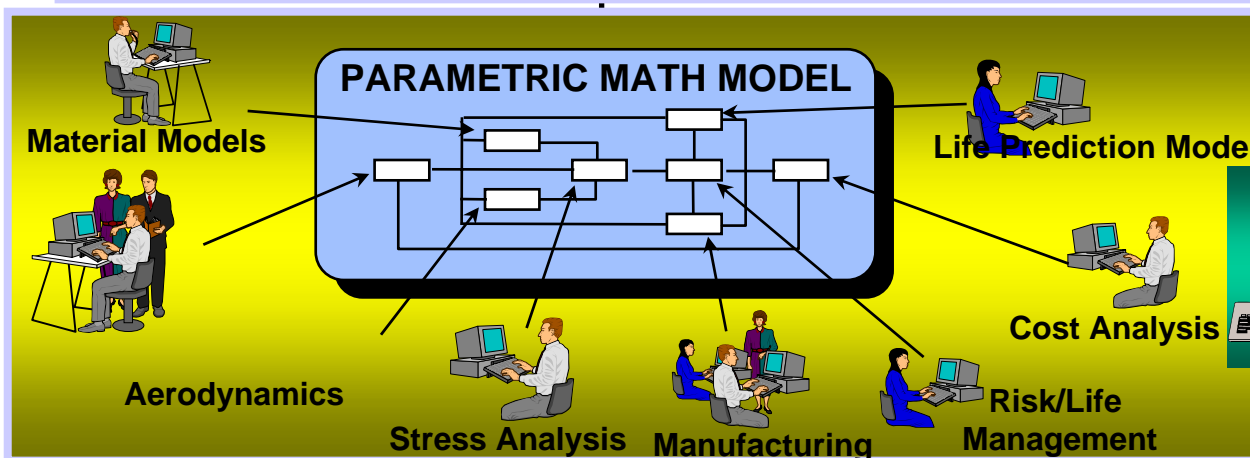 PARAMETRIC MATH MODEL
Material Models
Life Prediction Mode
Cost Analysis
Aerodynamics
Stress Analysis
Manufacturing
Risk/Life
Management